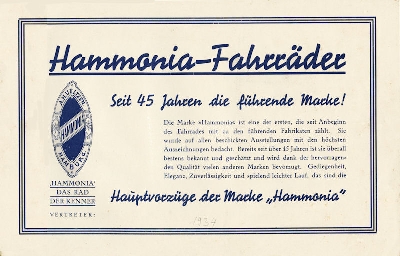 Hammonia-Fahrräder
Seit 45 Jahren die führende Marke!
Die Marke »Hammonia« ist eine der ersten, die seit Anbeginn
des Fahrrades mit zu den führenden Fabrikaten zählt. Sie
wurde auf allen beschickten Ausstellungen mit den höchsten
Auszeichnungen bedacht. Bereits seit über 45 Jahren ist sie überall
bestens bekannt und geschätzt und wird dank der hervorragen-
den Qualität vielen anderen Marken bevorzugt. Gediegenheit,
Eleganz, Zuverlässigkeit und spielend leichter Lauf, das sind die
Hauptvorzüge der Marke „Hammonia"
‚HAMMONIA'
DAS RAD
DER KENNER
VERTRETER: